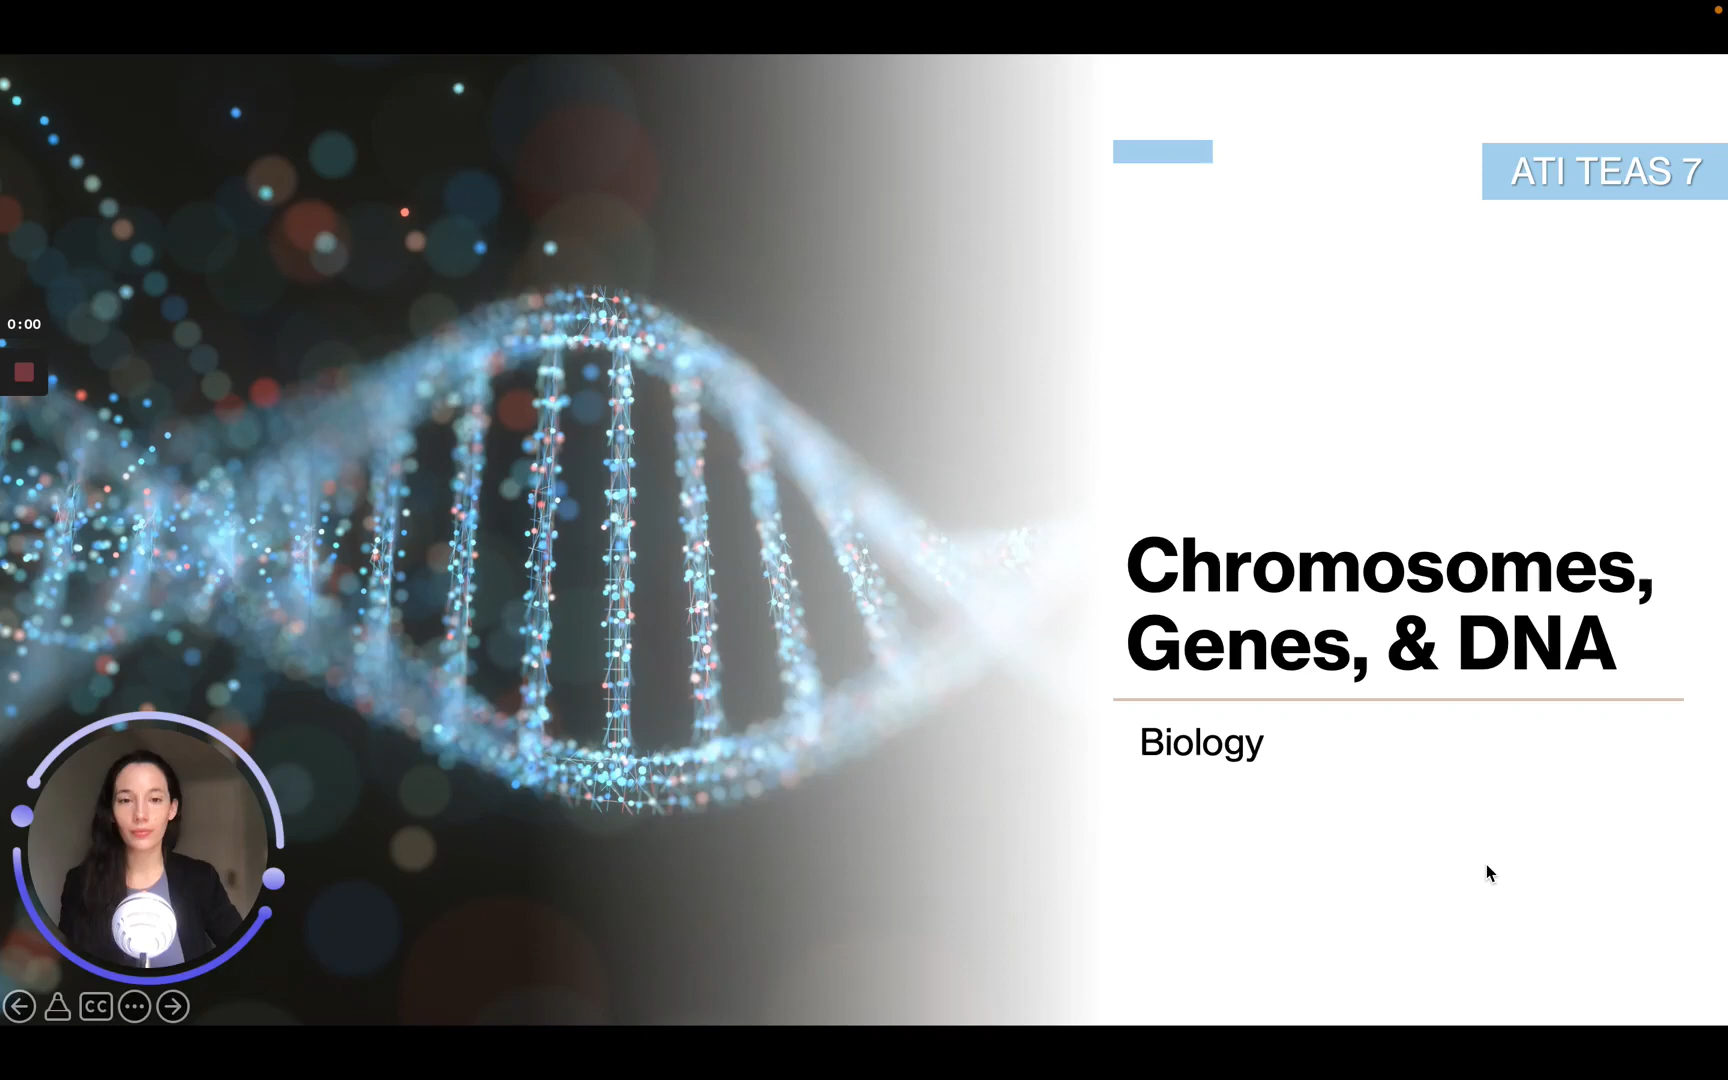 ATI TEAS 7
0:00
Chromosomes,
Genes, & DNA
Biology
CC